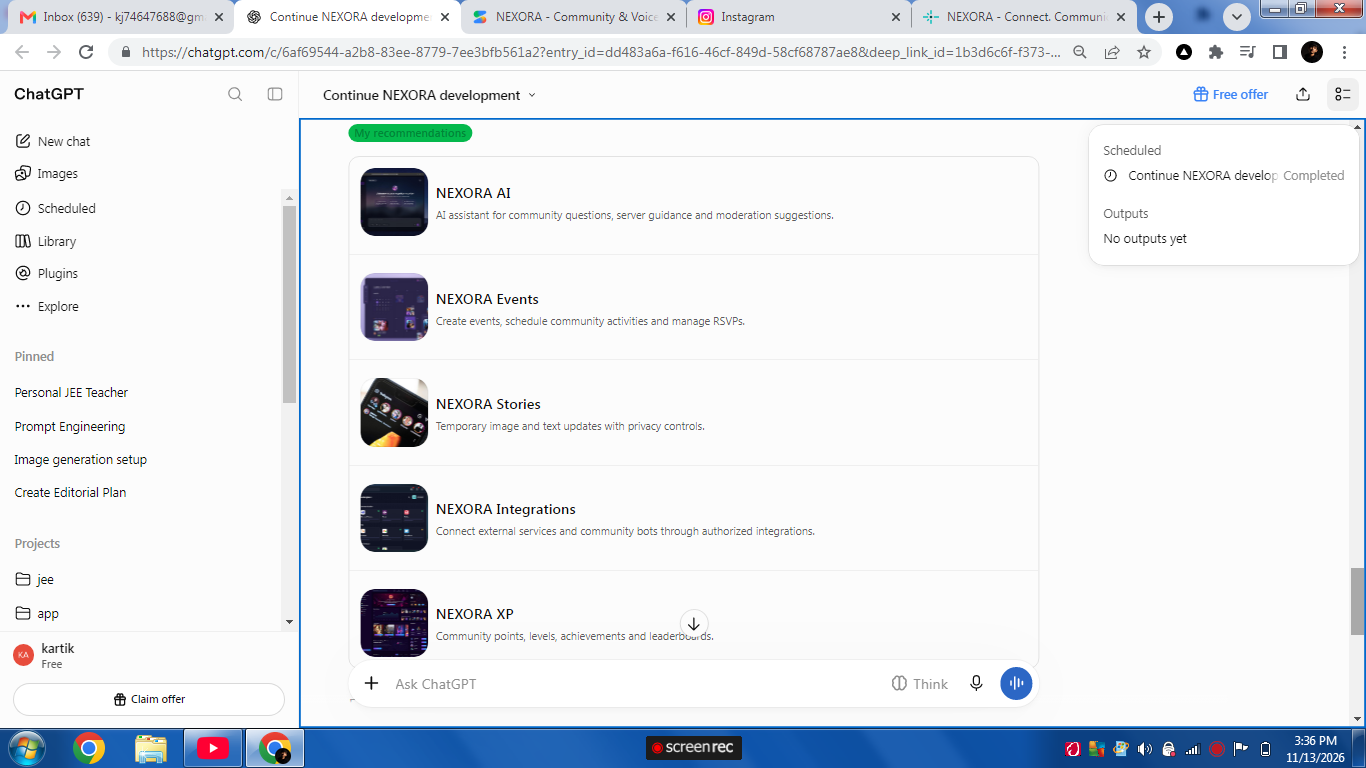 Inbox (639) - kj74647688@gm
Continue NEXORA developme
NEXORA - Community & Voice
Instagram
NEXORA - Connect. Communi
https://chatgpt.com/c/6af69544-a2b8-83ee-8779-7ee3bfb561a2?entry_id=dd483a6a-f616-46cf-849d-58cf68787ae8&deep_link_id=1b3d6c6f-f373-...
ChatGPT
Continue NEXORA development
Free offer
New chat
Images
Scheduled
Library
Plugins
Explore
Pinned
Personal JEE Teacher
Prompt Engineering
Image generation setup
Create Editorial Plan
Projects
jee
app
KA
kartik
Free
Claim offer
My recommendations
NEXORA AI
AI assistant for community questions, server guidance and moderation suggestions.
NEXORA Events
Create events, schedule community activities and manage RSVPs.
NEXORA Stories
Temporary image and text updates with privacy controls.
NEXORA Integrations
Connect external services and community bots through authorized integrations.
NEXORA XP
Community points, levels, achievements and leaderboards.
Ask ChatGPT
Think
Scheduled
Continue NEXORA develop Completed
Outputs
No outputs yet
screenrec
3:36 PM
11/13/2026